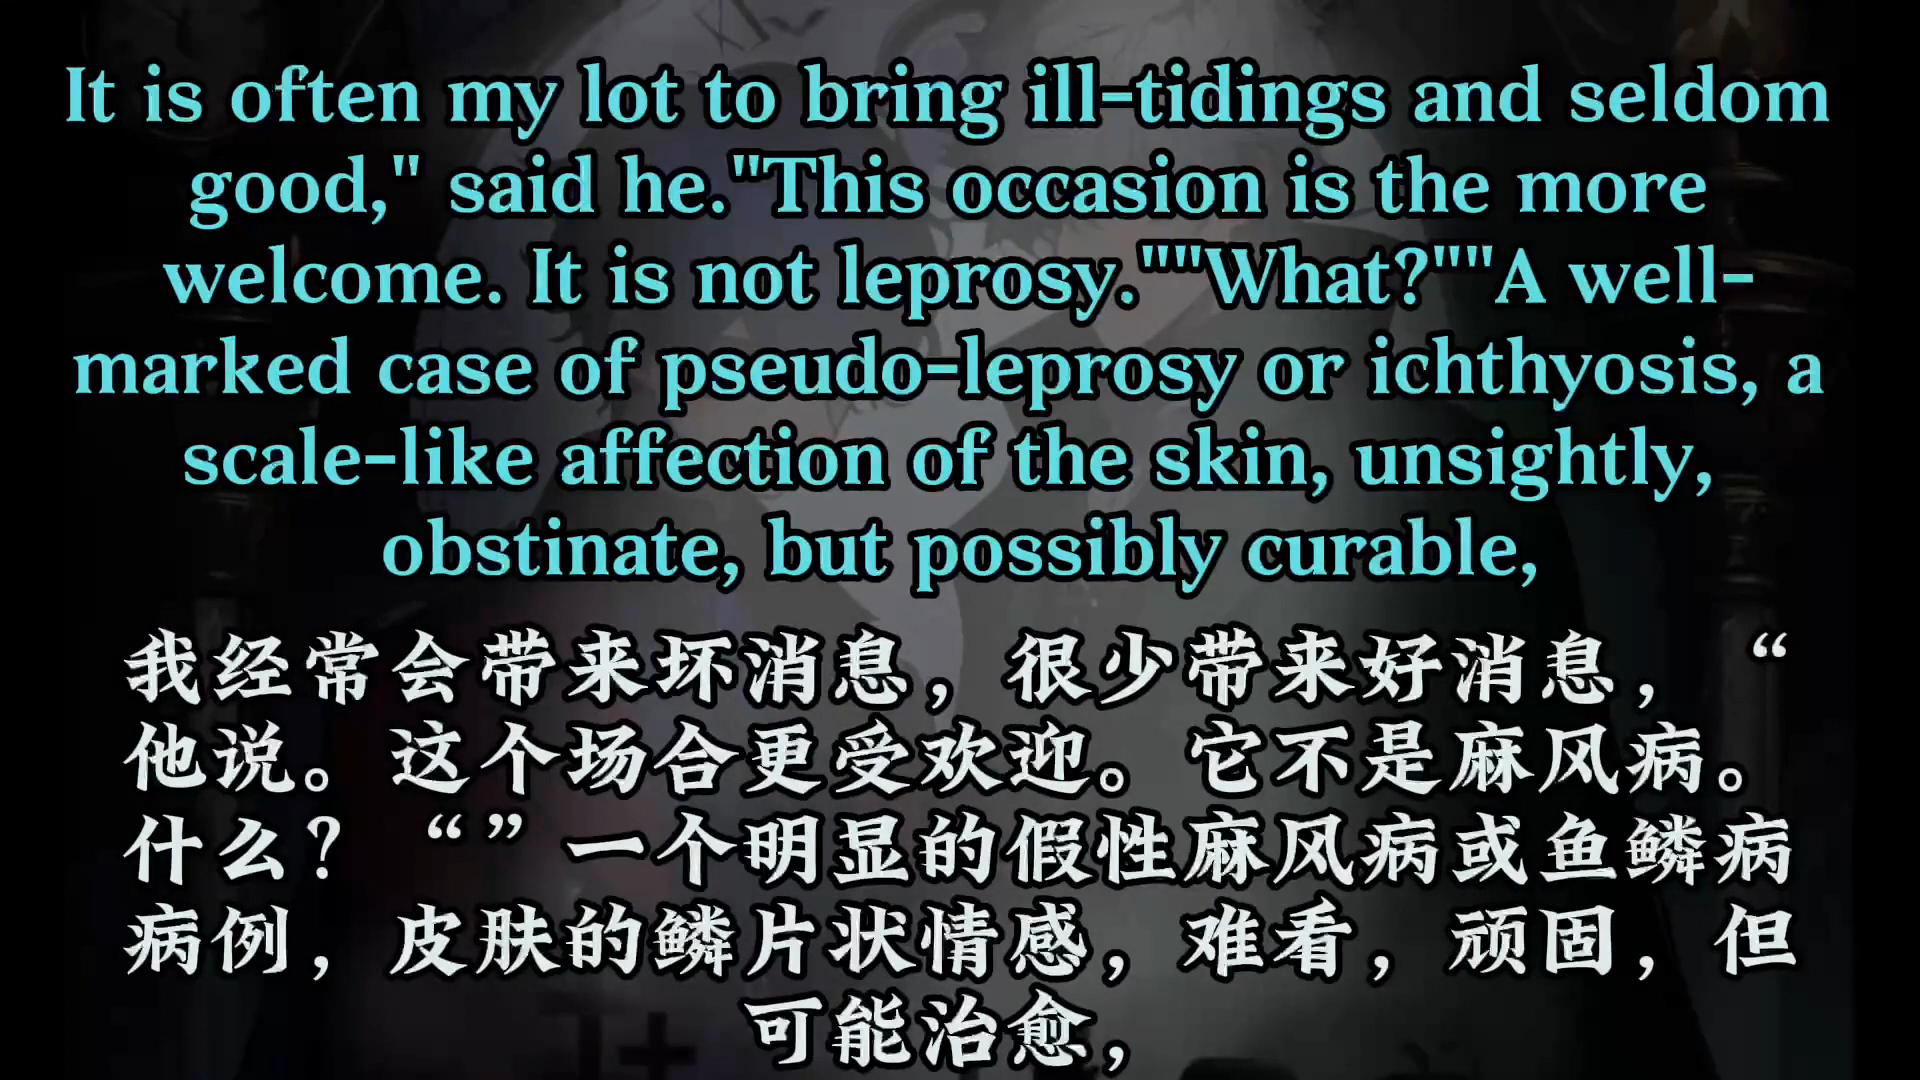 It is often my lot to bring ill-tidings and seldom
good," said he."This occasion is the more
welcome. It is not leprosy.""What?""A well-
marked case of pseudo-leprosy or ichthyosis, a
scale-like affection of the skin, unsightly,
obstinate, but possibly curable,
我经常会带来坏消息，很少带来好消息，“
他说。这个场合更受欢迎。它不是麻风病。
什么？“”一个明显的假性麻风病或鱼鳞病
病例，皮肤的鳞片状情感，难看，顽固，但
可能治愈，